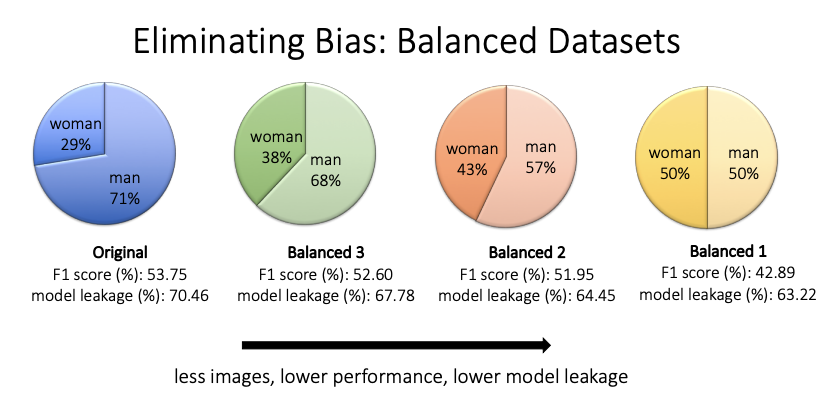 Eliminating Bias: Balanced Datasets
woman
29%
man
71%
Original
F1 score (%): 53.75
model leakage (%): 70.46
woman
38%
man
68%
Balanced 3
F1 score (%): 52.60
model leakage (%): 67.78
woman
43%
man
57%
Balanced 2
F1 score (%): 51.95
model leakage (%): 64.45
woman
50%
man
50%
Balanced 1
F1 score (%): 42.89
model leakage (%): 63.22
less images, lower performance, lower model leakage